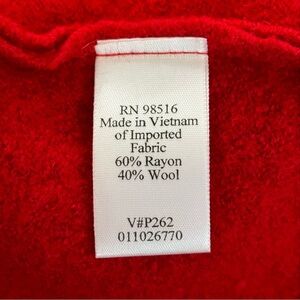 RN 98516
Made in Vietnam
of Imported
Fabric
60% Rayon
40% Wool
V#P262
011026770